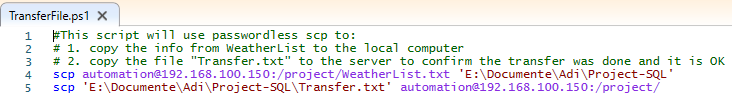 TransferFile.ps1 X
1 #This script will use passwordless scp to:
2 # 1. copy the info from WeatherList to the local computer
3 # 2. copy the file "Transfer.txt" to the server to confirm the transfer was done and it is OK
4 scp automation@192.168.100.150:/project/WeatherList.txt 'E:\Documente\Adi\Project-SQL'
5 scp 'E:\Documente\Adi\Project-SQL\Transfer.txt' automation@192.168.100.150:/project/